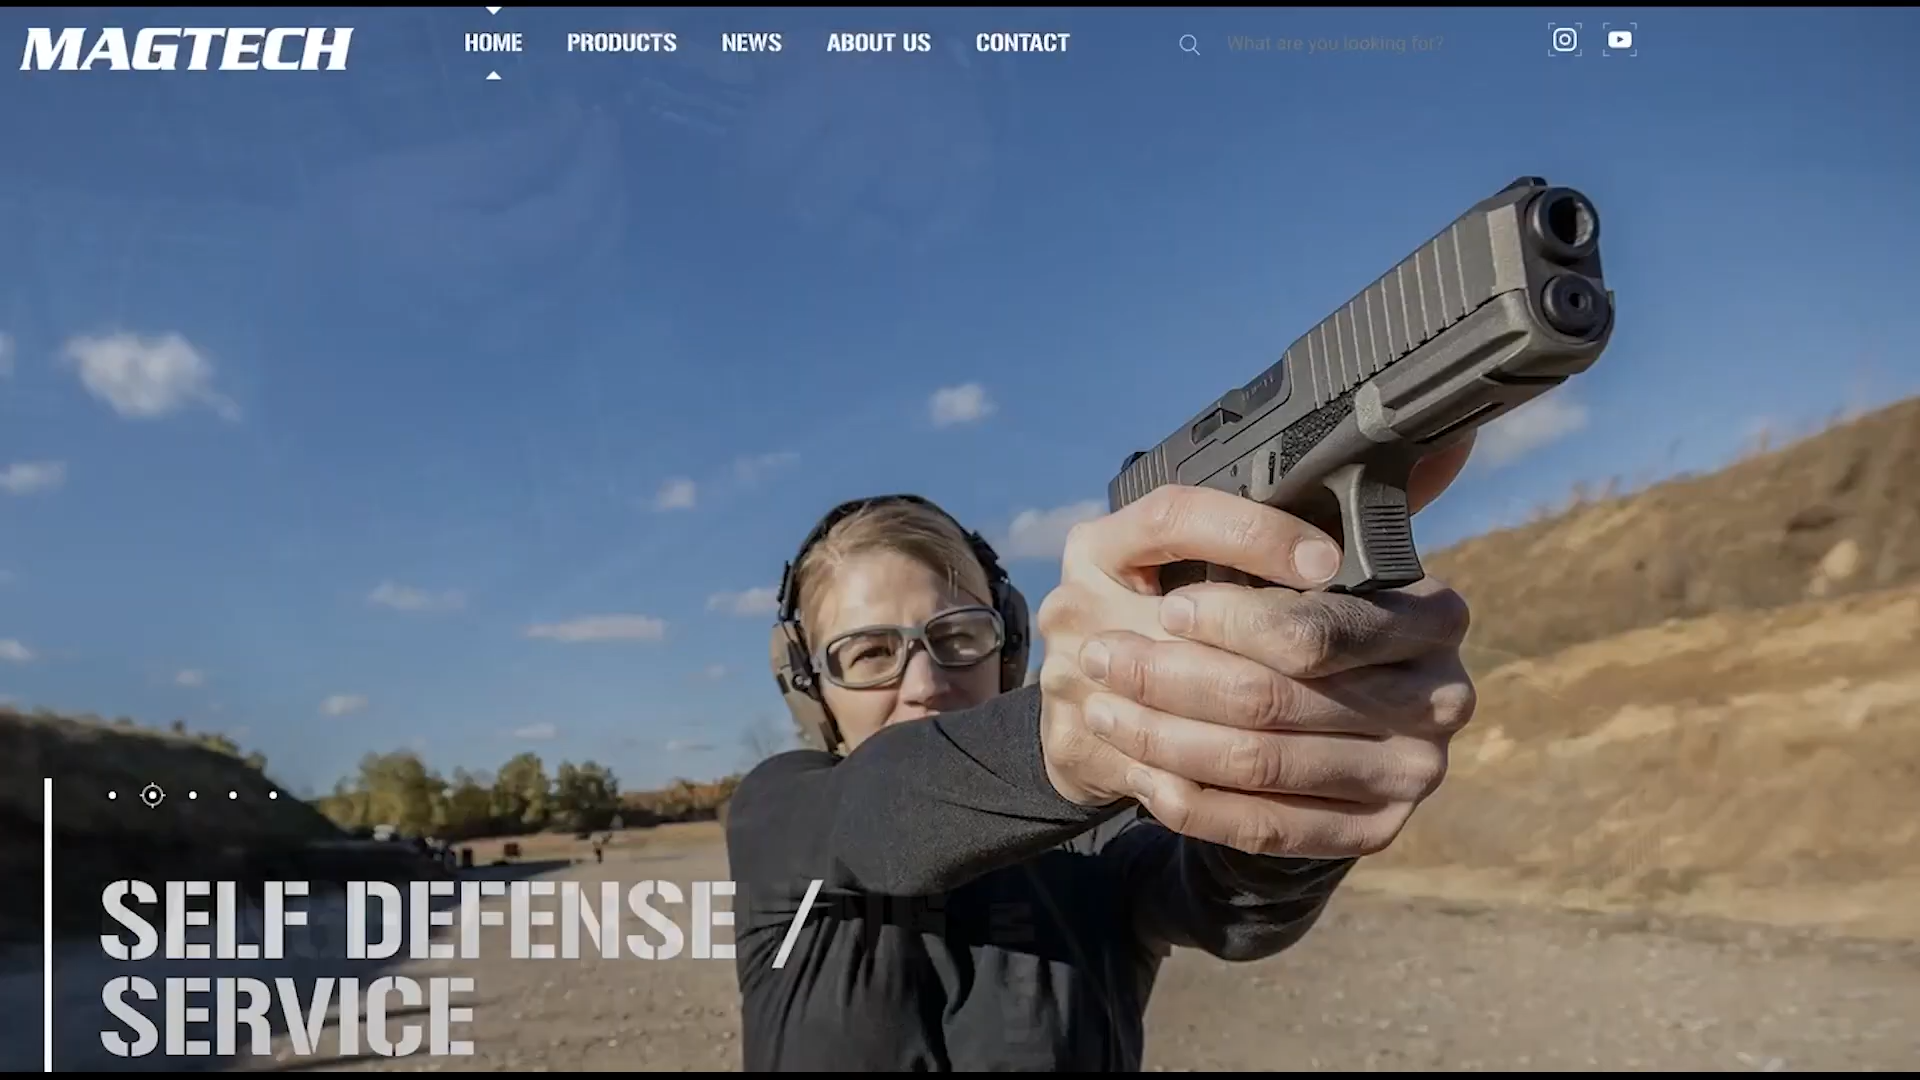 MAGTECH
HOME PRODUCTS NEWS ABOUT US CONTACT What are you looking for?
SELF DEFENSE /
SERVICE